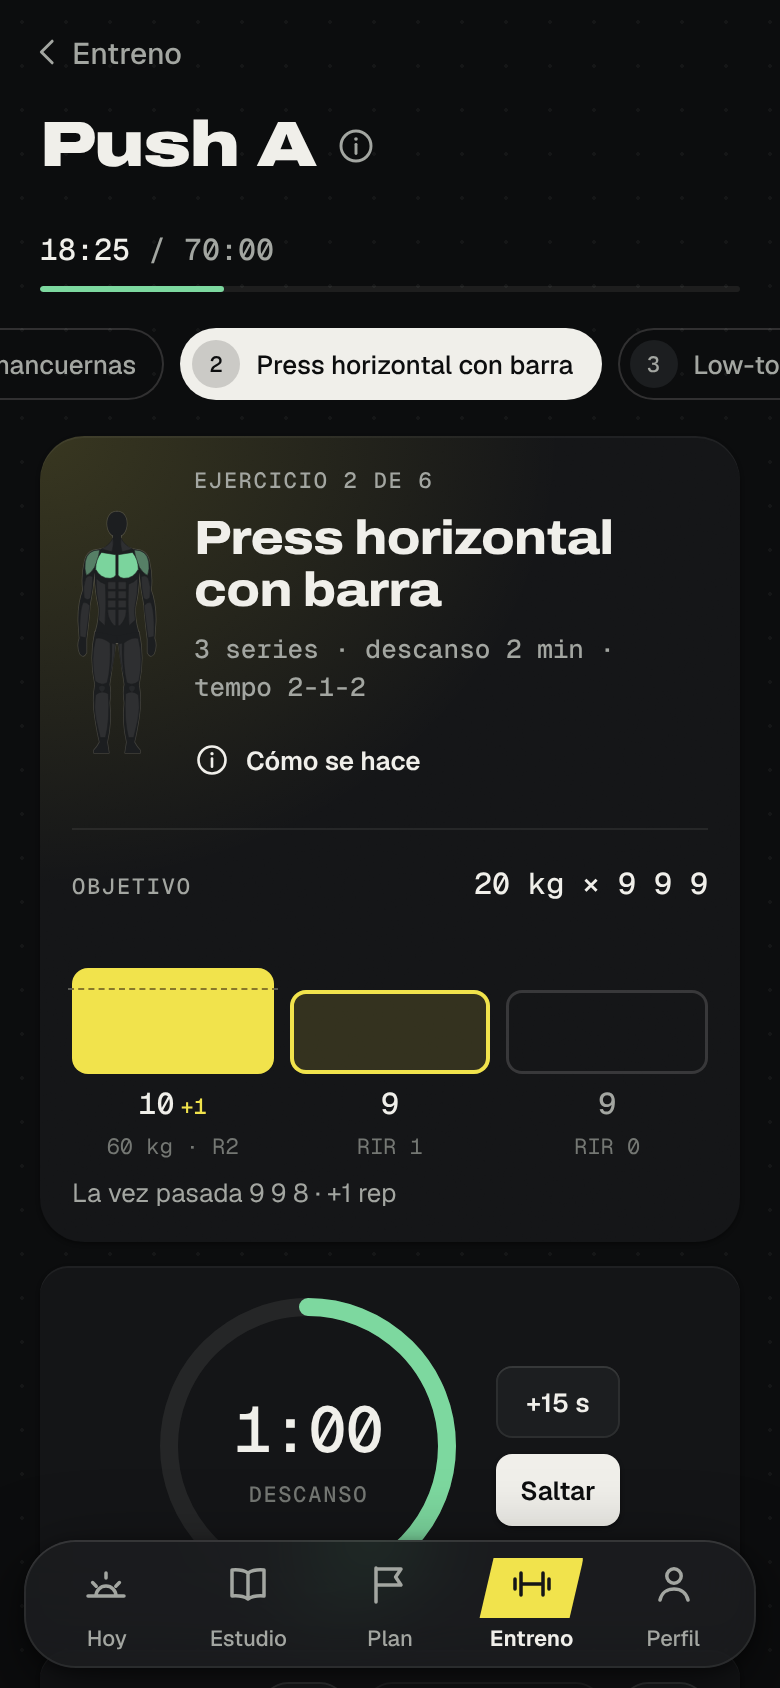 Entreno
Push A
18:25 / 70:00
mancuernas
2 Press horizontal con barra
3 Low-to
EJERCICIO 2 DE 6
Press horizontal
con barra
3 series · descanso 2 min ·
tempo 2-1-2
Cómo se hace
OBJETIVO 20 kg × 9 9 9
10 +1 9 9
60 kg · R2 RIR 1 RIR 0
La vez pasada 9 9 8 · +1 rep
1:00
DESCANSO
+15 s
Saltar
Hoy Estudio Plan Entreno Perfil